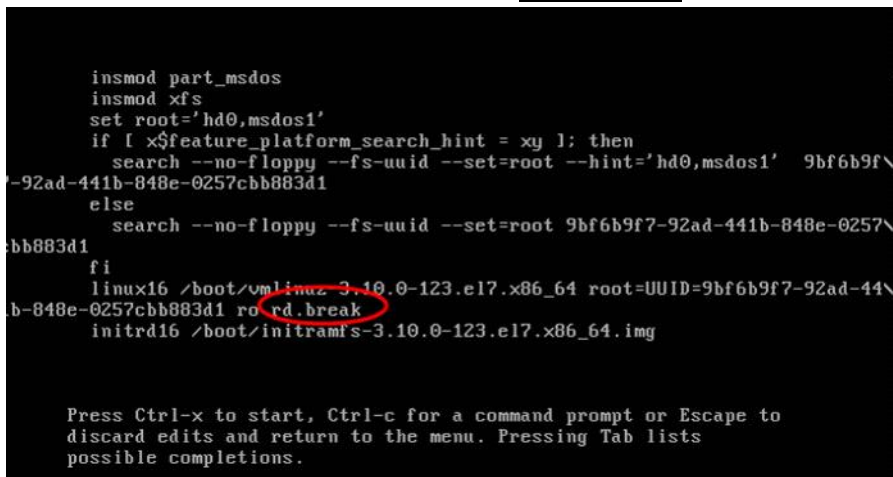 insmod part_msdos
insmod xfs
set root='hd0,msdos1'
if [ x$feature_platform_search_hint = xy ]; then
search --no-floppy --fs-uuid --set=root --hint='hd0,msdos1' 9bf6b9f\
'-92ad-441b-848e-0257cbb883d1
else
search --no-floppy --fs-uuid --set=root 9bf6b9f7-92ad-441b-848e-0257\
cbb883d1
fi
linux16 /boot/vmlinuz-3.10.0-123.el7.x86_64 root=UUID=9bf6b9f7-92ad-44\
1b-848e-0257cbb883d1 ro rd.break
initrd16 /boot/initramfs-3.10.0-123.el7.x86_64.img
Press Ctrl-x to start, Ctrl-c for a command prompt or Escape to
discard edits and return to the menu. Pressing Tab lists
possible completions.